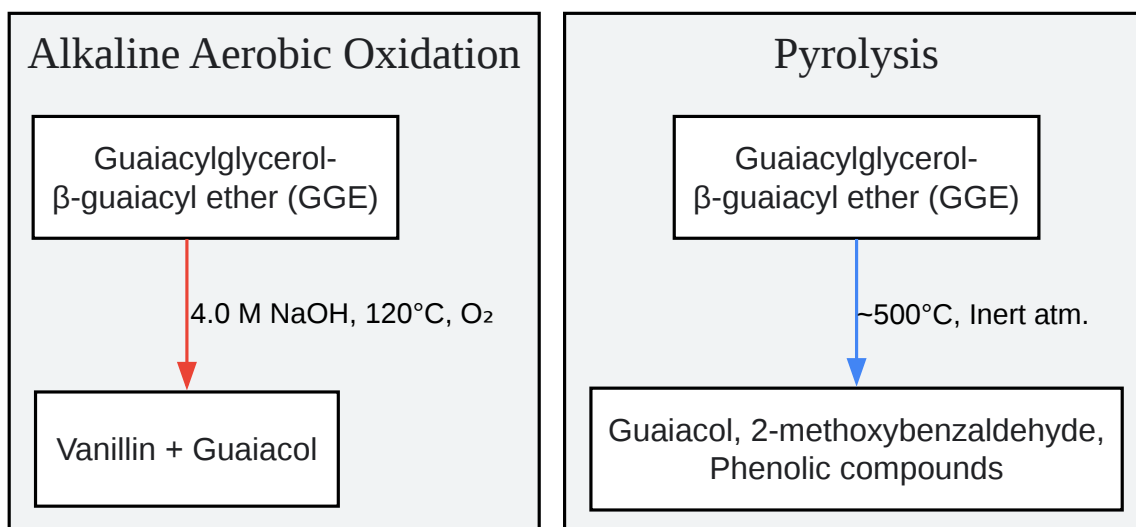 Alkaline Aerobic Oxidation
Guaiacylglycerol-
β-guaiacyl ether (GGE)
4.0 M NaOH, 120°C, O₂
Vanillin + Guaiacol
Pyrolysis
Guaiacylglycerol-
β-guaiacyl ether (GGE)
~500°C, Inert atm.
Guaiacol, 2-methoxybenzaldehyde,
Phenolic compounds